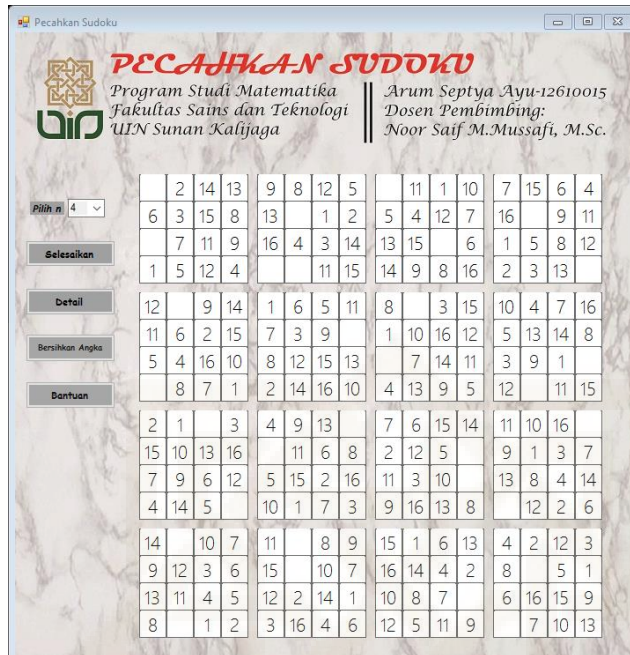 Pecahkan Sudoku
PECAHKAN SUDOKU
Program Studi Matematika
Fakultas Sains dan Teknologi
UIN Sunan Kalijaga
Arum Septya Ayu-12610015
Dosen Pembimbing:
Noor Saif M.Mussafi, M.Sc.
Pilih n 4
Selesaikan
Detail
Bersihkan Angka
Bantuan
2 14 13 9 8 12 5 11 1 10 7 15 6 4
6 3 15 8 13 1 2 5 4 12 7 16 9 11
7 11 9 16 4 3 14 13 15 6 1 5 8 12
1 5 12 4 11 15 14 9 8 16 2 3 13
12 9 14 1 6 5 11 8 3 15 10 4 7 16
11 6 2 15 7 3 9 1 10 16 12 5 13 14 8
5 4 16 10 8 12 15 13 7 14 11 3 9 1
8 7 1 2 14 16 10 4 13 9 5 12 11 15
2 1 3 4 9 13 7 6 15 14 11 10 16
15 10 13 16 11 6 8 2 12 5 9 1 3 7
7 9 6 12 5 15 2 16 11 3 10 13 8 4 14
4 14 5 10 1 7 3 9 16 13 8 12 2 6
14 10 7 11 8 9 15 1 6 13 4 2 12 3
9 12 3 6 15 10 7 16 14 4 2 8 5 1
13 11 4 5 12 2 14 1 10 8 7 6 16 15 9
8 1 2 3 16 4 6 12 5 11 9 7 10 13